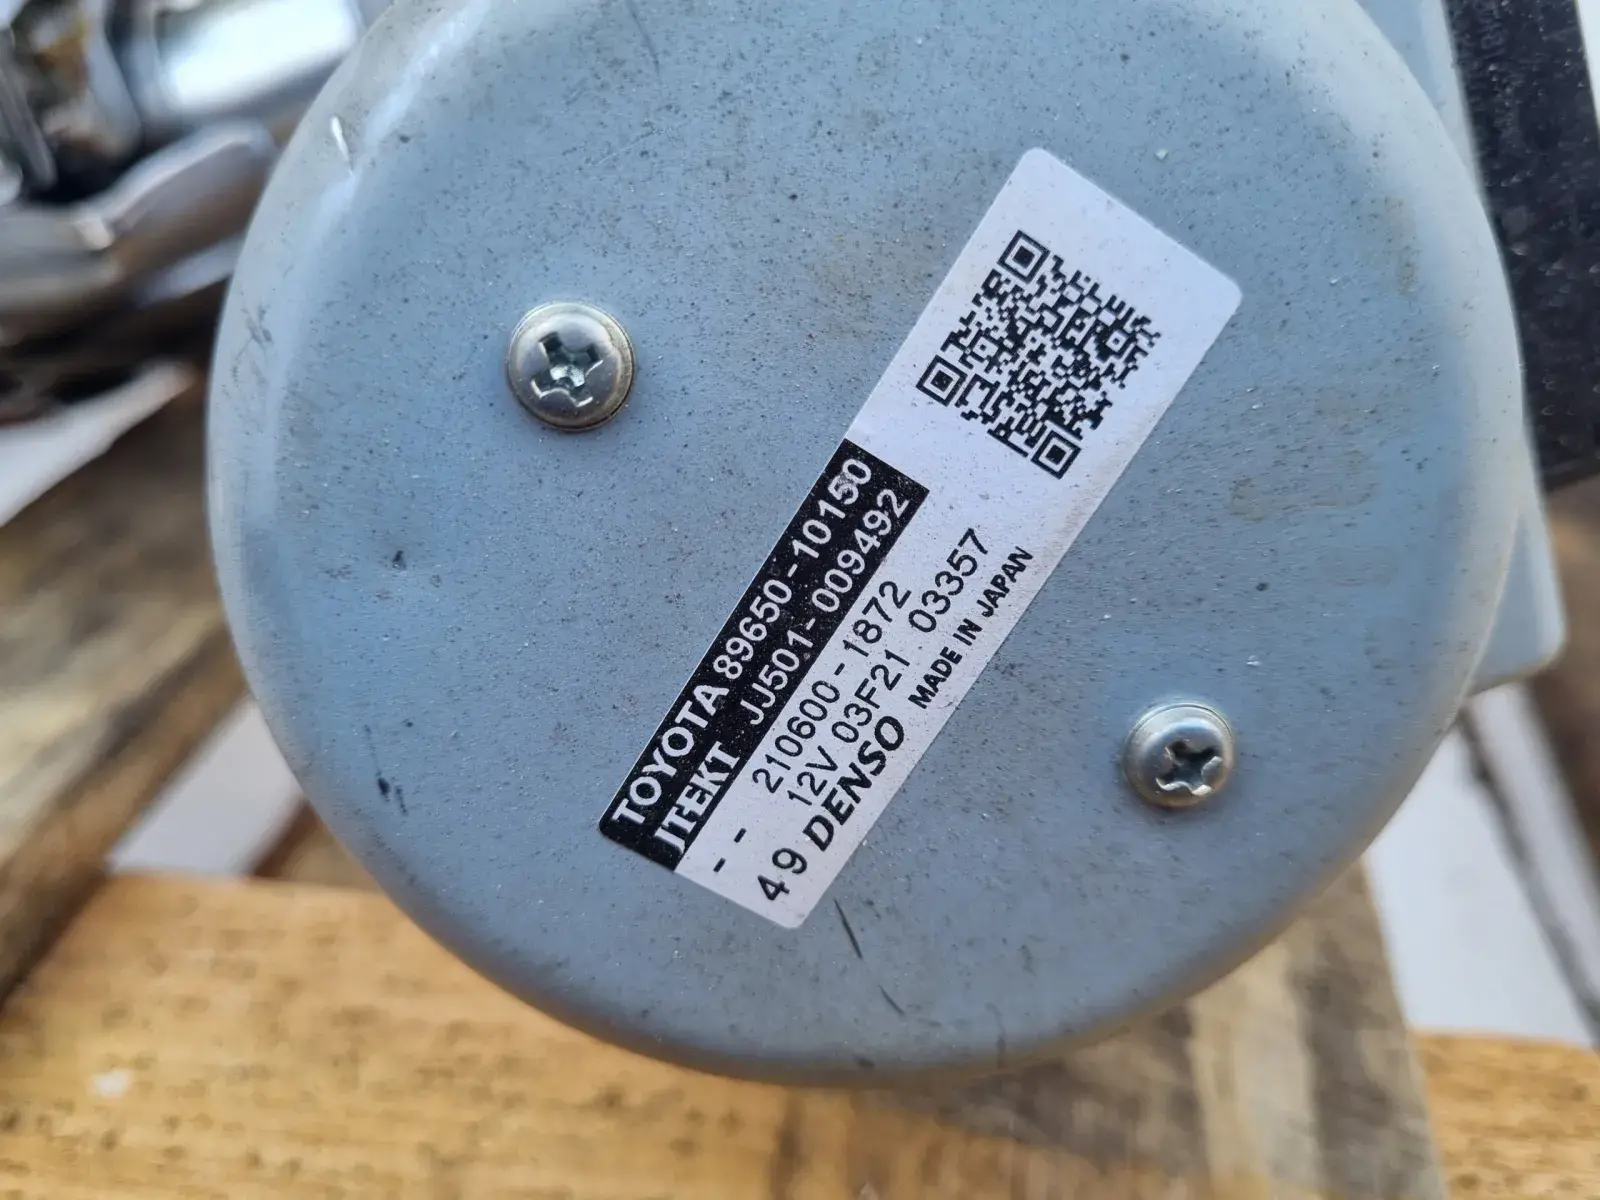 TOYOTA 89650-10150
JTEKT JJ501-009492
-- 210600-1872
12V 03F21 03357
49 DENSO MADE IN JAPAN